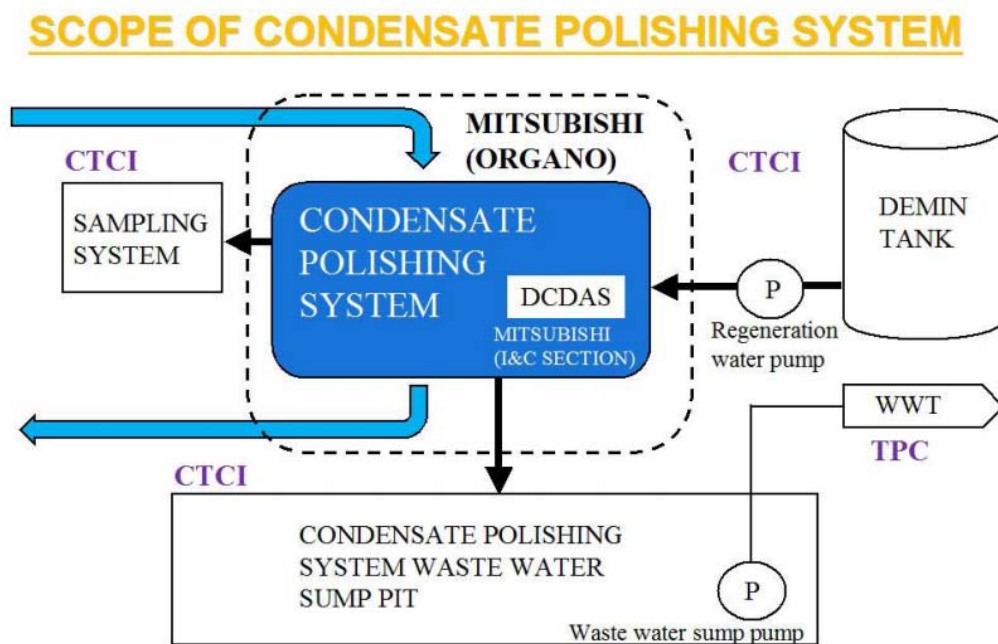 SCOPE OF CONDENSATE POLISHING SYSTEM
MITSUBISHI
(ORGANO)
CTCI
SAMPLING
SYSTEM
CONDENSATE
POLISHING
SYSTEM
DCDAS
MITSUBISHI
(I&C SECTION)
CTCI
DEMIN
TANK
P
Regeneration
water pump
WWT
TPC
CTCI
CONDENSATE POLISHING
SYSTEM WASTE WATER
SUMP PIT
P
Waste water sump pump